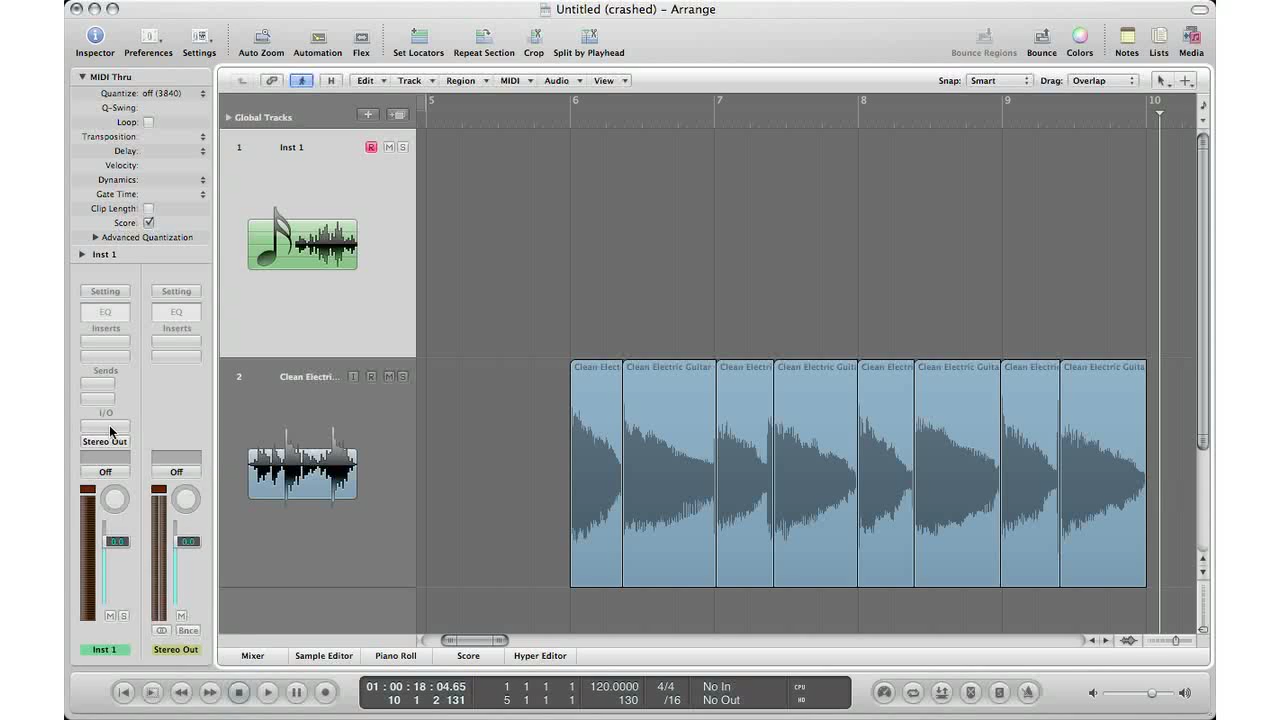 Untitled (crashed) – Arrange
Inspector Preferences Settings Auto Zoom Automation Flex Set Locators Repeat Section Crop Split by Playhead Bounce Regions Bounce Colors Notes Lists Media
MIDI Thru
Edit Track Region MIDI Audio View Snap: Smart Drag: Overlap
Quantize: off (3840)
Q-Swing:
Loop:
Transposition:
Delay:
Velocity:
Dynamics:
Gate Time:
Clip Length:
Score:
Advanced Quantization
Inst 1
Setting Setting
EQ EQ
Inserts Inserts
Sends
I/O
Stereo Out
Off Off
0.0 0.0
M S M
Bnce
Inst 1 Stereo Out
5 6 7 8 9 10
Global Tracks
1 Inst 1 R M S
2 Clean Electri... I R M S
Clean Elect Clean Electric Guitar Clean Electri Clean Electric Guita Clean Electri Clean Electric Guita Clean Electri Clean Electric Guita
Mixer Sample Editor Piano Roll Score Hyper Editor
01 : 00 : 18 : 04.65 1 1 1 1 120.0000 4/4 No In CPU
10 1 2 131 5 1 1 1 130 /16 No Out HD